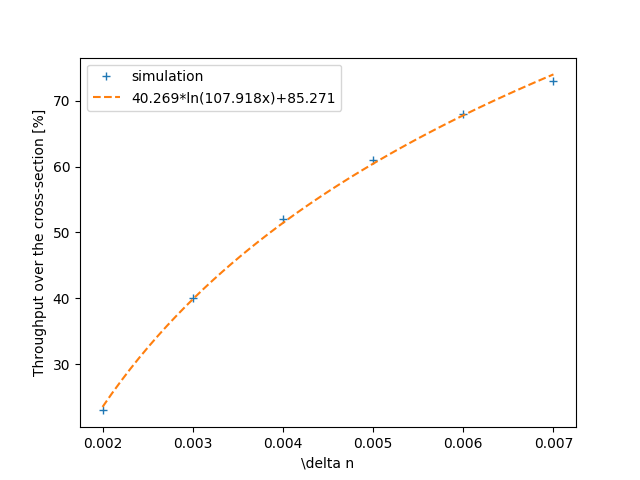 simulation
40.269*ln(107.918x)+85.271
Throughput over the cross-section [%]
70
60
50
40
30
0.002 0.003 0.004 0.005 0.006 0.007
\delta n